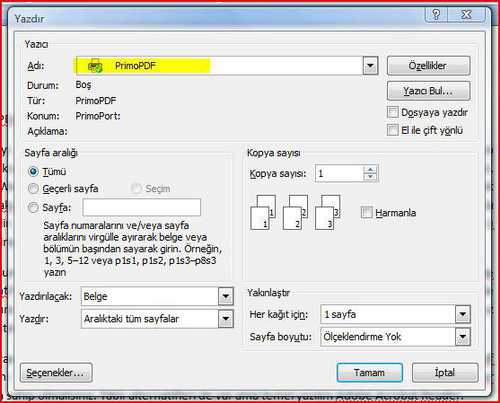 Yazdır
Yazıcı
Adı: PrimoPDF
Özellikler
Durum: Boş
Yazıcı Bul...
Tür: PrimoPDF
Konum: PrimoPort:
Dosyaya yazdır
Açıklama:
El ile çift yönlü
Sayfa aralığı
Tümü
Geçerli sayfa
Seçim
Sayfa:
Sayfa numaralarını ve/veya sayfa
aralıklarını virgülle ayırarak belge veya
bölümün başından sayarak girin. Örneğin,
1, 3, 5–12 veya p1s1, p1s2, p1s3–p8s3
yazın
Kopya sayısı
Kopya sayısı: 1
1 1 2 2 3 3
Harmanla
Yazdırılacak: Belge
Yazdır: Aralıktaki tüm sayfalar
Yakınlaştır
Her kağıt için: 1 sayfa
Sayfa boyutu: Ölçeklendirme Yok
Seçenekler...
Tamam
İptal